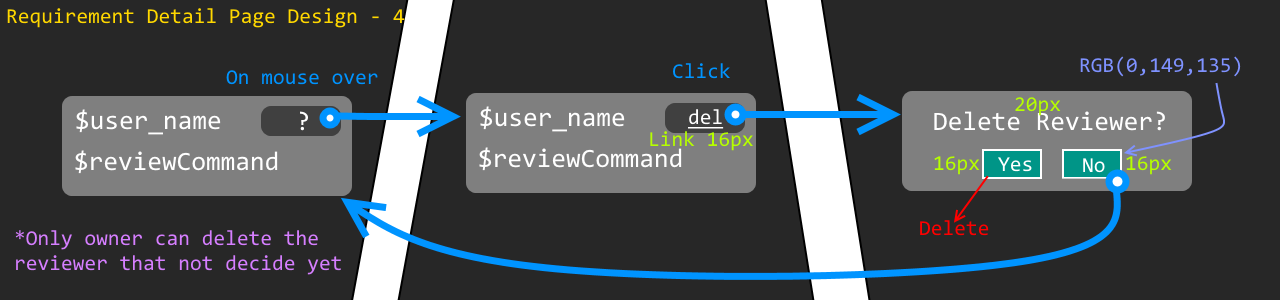 Requirement Detail Page Design - 4
On mouse over
$user_name ?
$reviewCommand
*Only owner can delete the
reviewer that not decide yet
Click
$user_name del
Link 16px
$reviewCommand
RGB(0,149,135)
20px
Delete Reviewer?
16px Yes No 16px
Delete